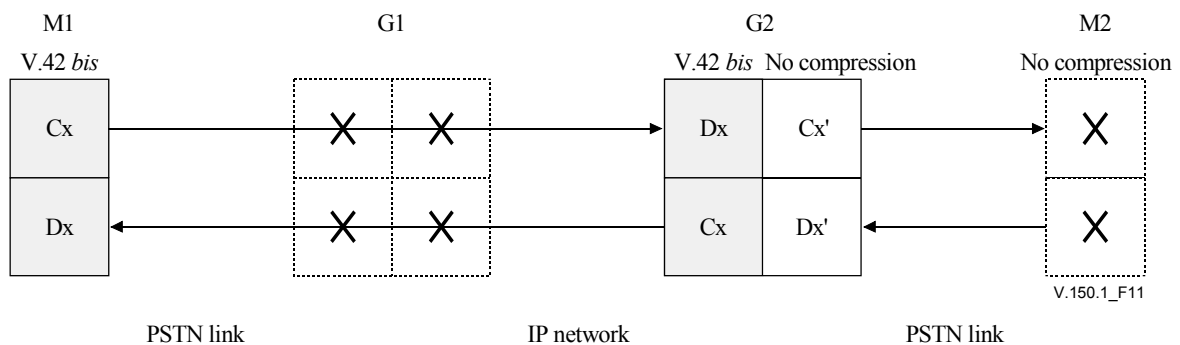 M1 G1 G2 M2
V.42 bis V.42 bis No compression No compression
Cx Dx Cx'
Dx Cx Dx'
V.150.1_F11
PSTN link IP network PSTN link